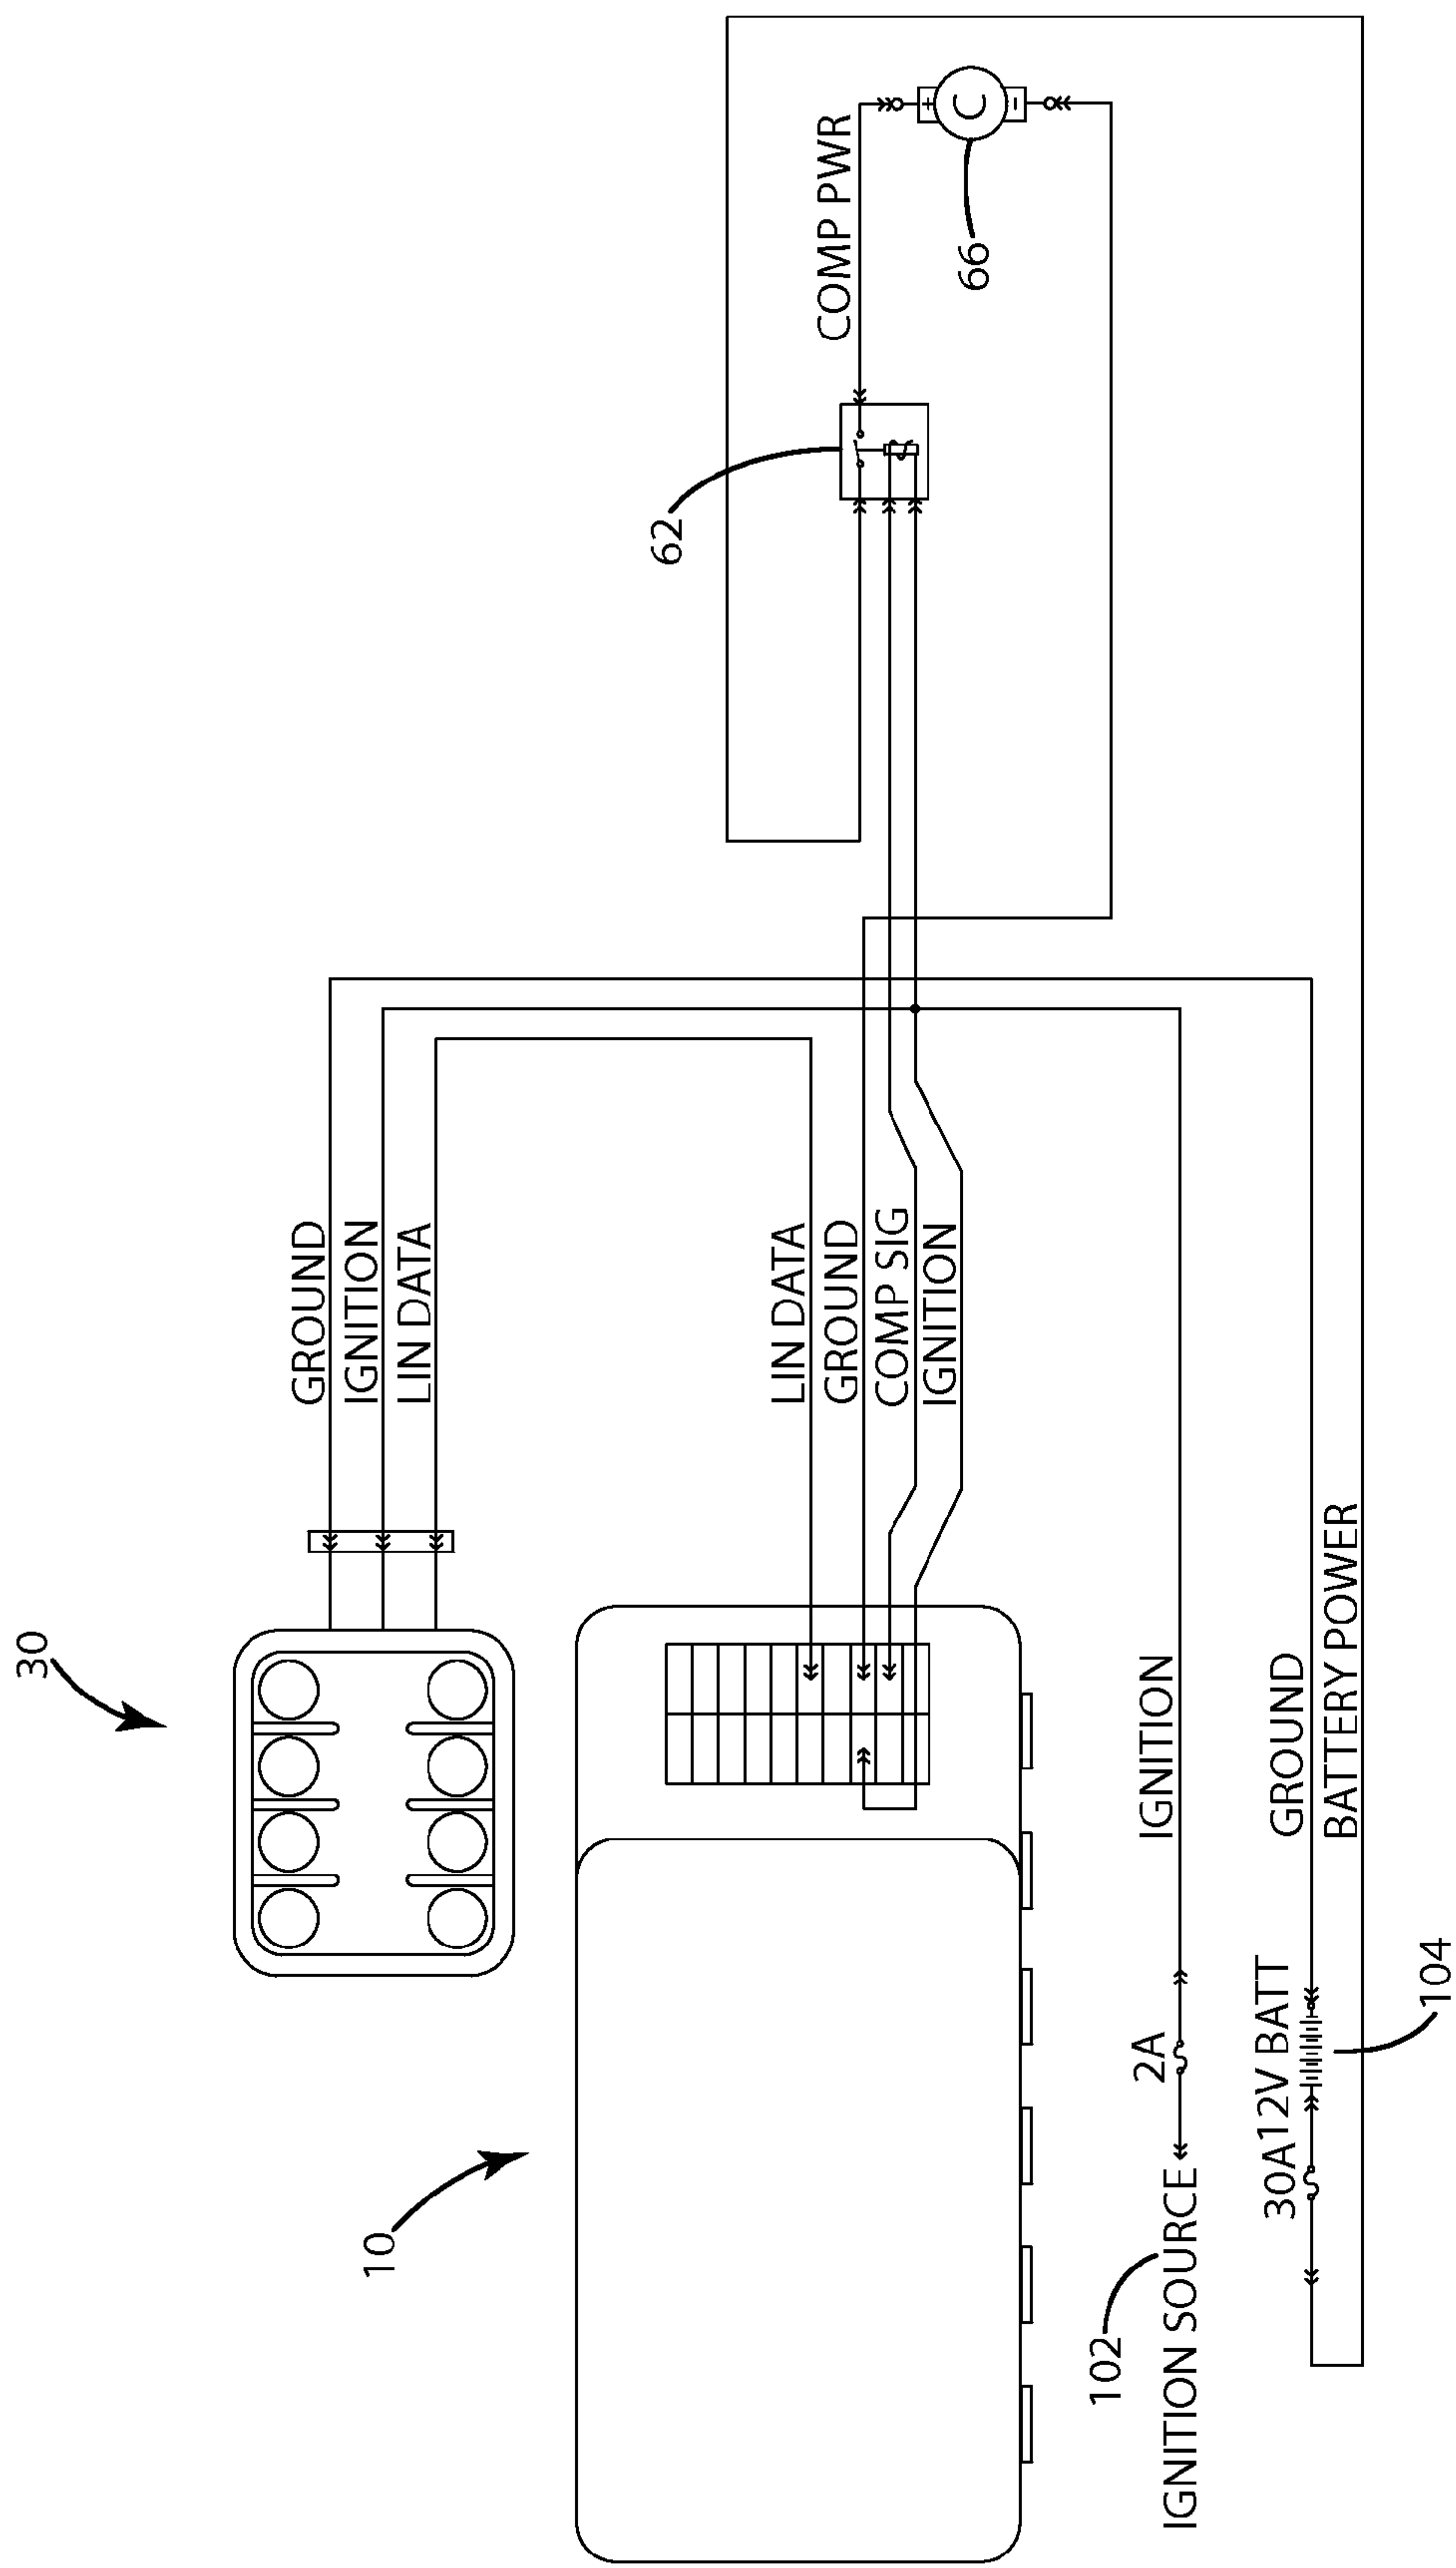 30
GROUND
IGNITION
LIN DATA
10
62
COMP PWR
+
C
-
66
LIN DATA
GROUND
COMP SIG
IGNITION
IGNITION
2A
IGNITION SOURCE
102
GROUND
BATTERY POWER
30A
12V BATT
104